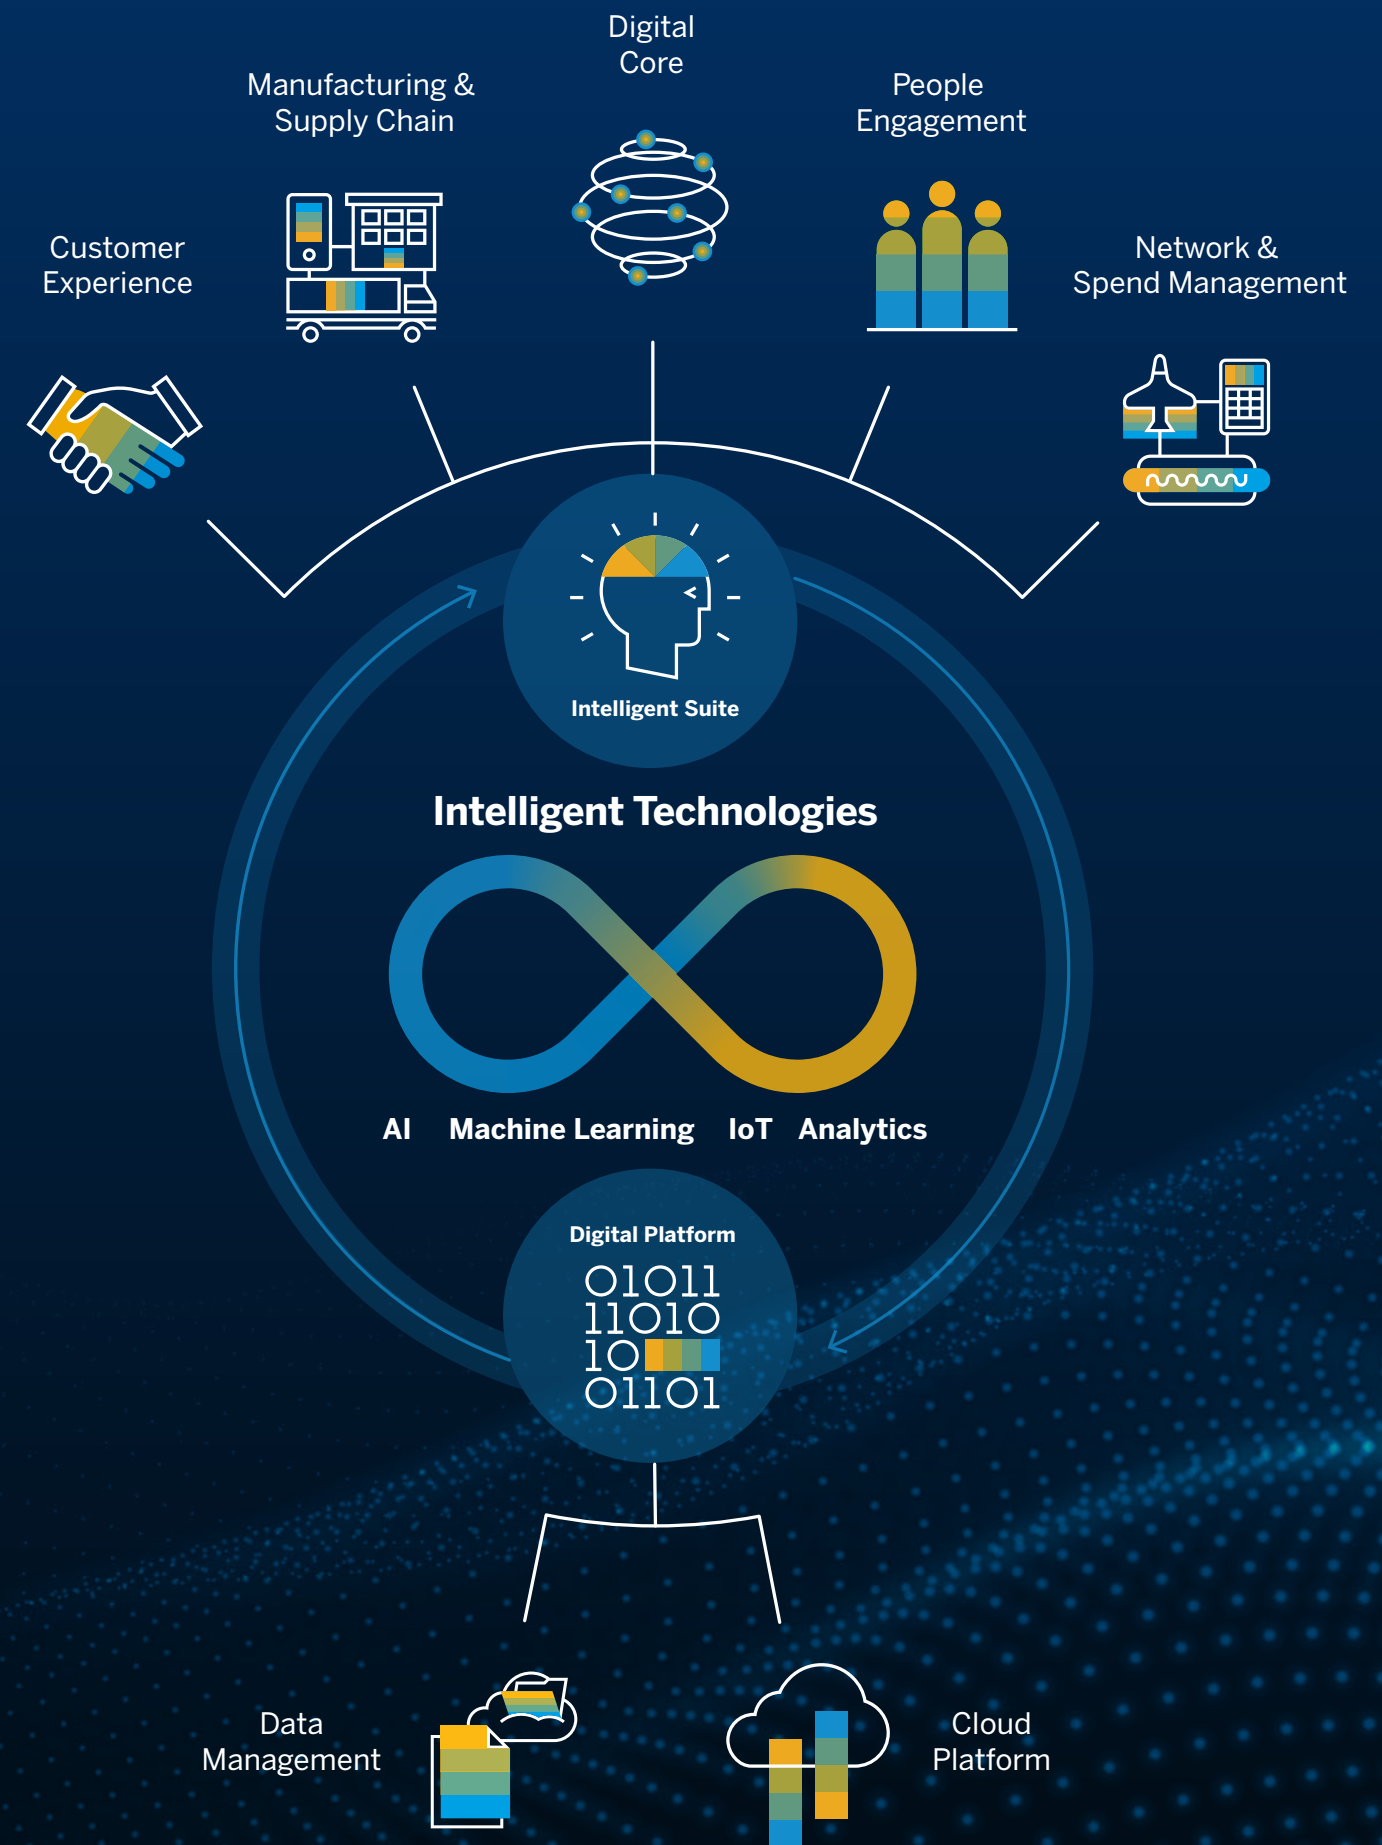 Digital
Core
Manufacturing &
Supply Chain
People
Engagement
Customer
Experience
Network &
Spend Management
Intelligent Suite
Intelligent Technologies
AI Machine Learning IoT Analytics
Digital Platform
01011
11010
10
01101
Data
Management
Cloud
Platform